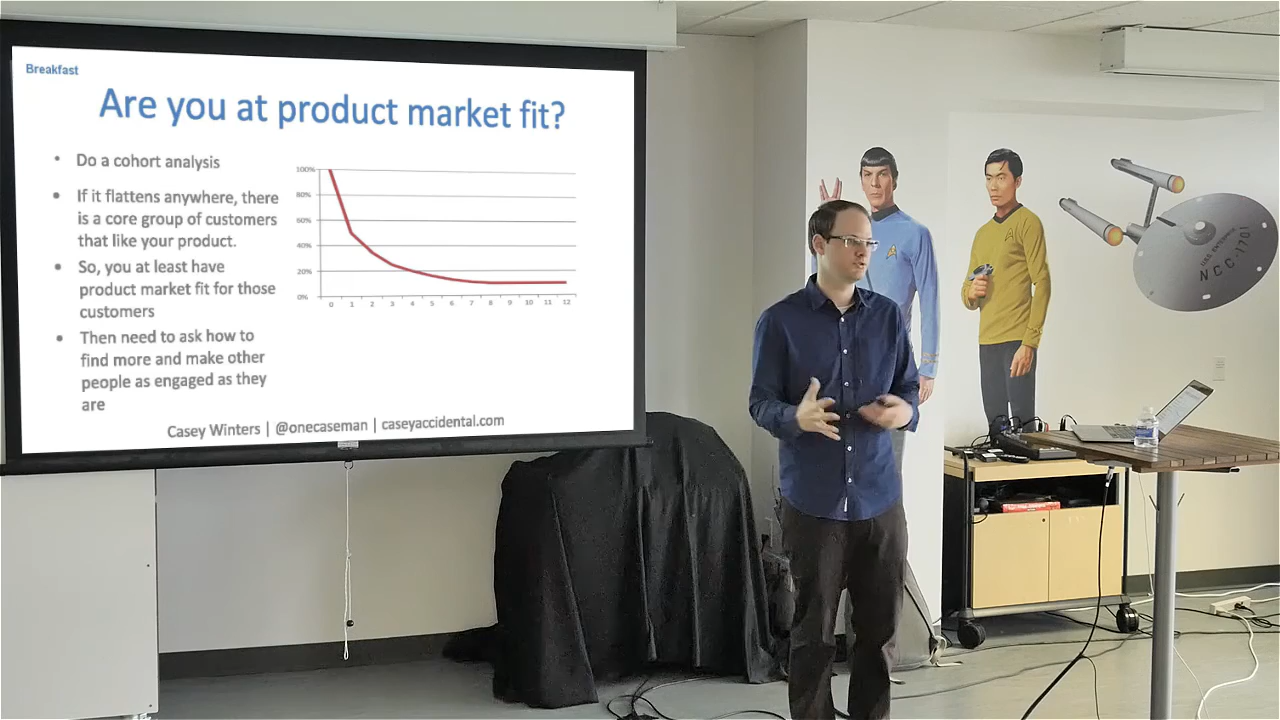 Breakfast
Are you at product market fit?
• Do a cohort analysis
• If it flattens anywhere, there
is a core group of customers
that like your product.
• So, you at least have
product market fit for those
customers
• Then need to ask how to
find more and make other
people as engaged as they
are
100%
80%
60%
40%
20%
0%
0 1 2 3 4 5 6 7 8 9 10 11 12
Casey Winters | @onecaseman | caseyaccidental.com
U.S.S. ENTERPRISE
NCC-1701